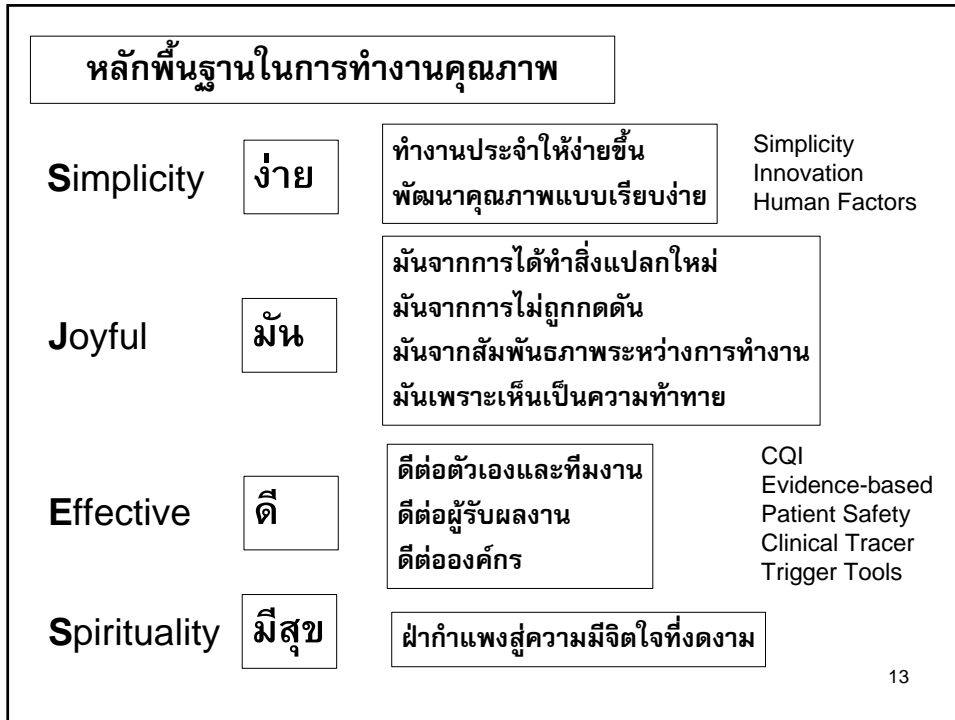 หลักพื้นฐานในการทำงานคุณภาพ
Simplicity
ง่าย
ทำงานประจำให้ง่ายขึ้น
พัฒนาคุณภาพแบบเรียบง่าย
Simplicity
Innovation
Human Factors
Joyful
มัน
มันจากการได้ทำสิ่งแปลกใหม่
มันจากการไม่ถูกกดดัน
มันจากสัมพันธภาพระหว่างการทำงาน
มันเพราะเห็นเป็นความท้าทาย
Effective
ดี
ดีต่อตัวเองและทีมงาน
ดีต่อผู้รับผลงาน
ดีต่อองค์กร
CQI
Evidence-based
Patient Safety
Clinical Tracer
Trigger Tools
Spirituality
มีสุข
ฝ่ากำแพงสู่ความมีจิตใจที่งดงาม
13